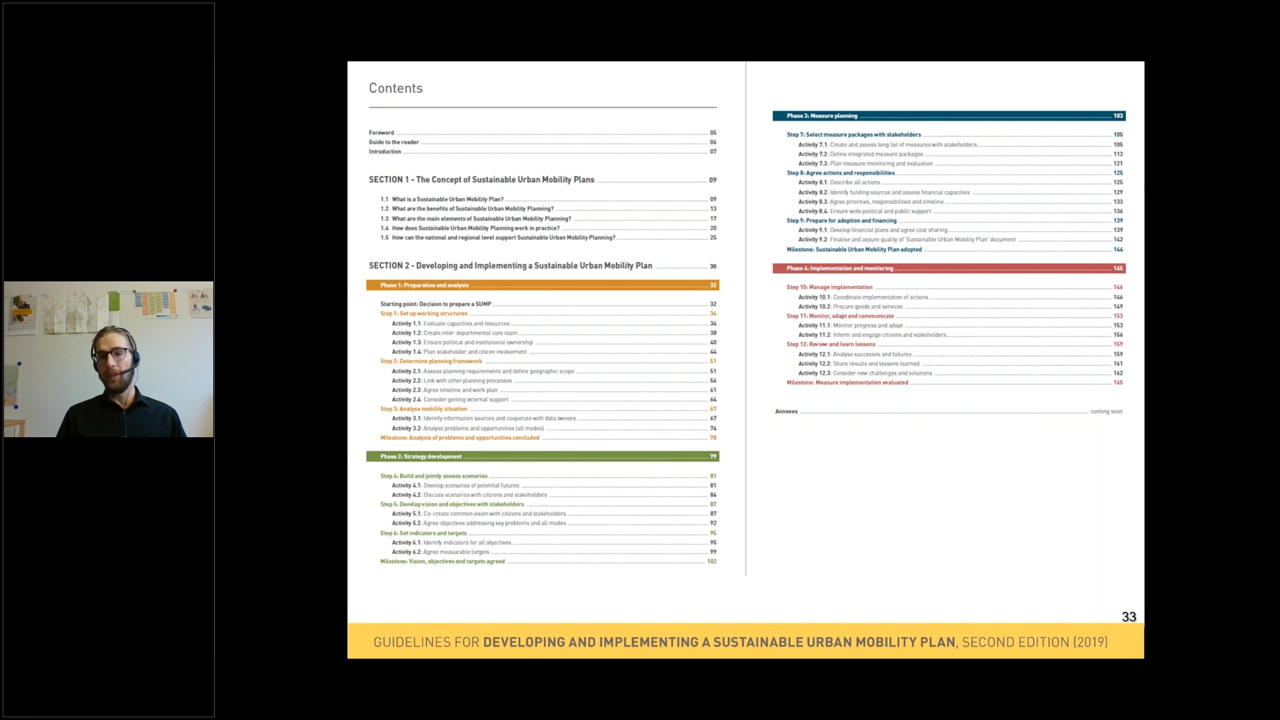 Contents
Foreword 05
Guide to the reader 06
Introduction 07
SECTION 1 - The Concept of Sustainable Urban Mobility Plans 09
1.1 What is a Sustainable Urban Mobility Plan? 09
1.2 What are the benefits of Sustainable Urban Mobility Planning? 13
1.3 What are the main elements of Sustainable Urban Mobility Planning? 17
1.4 How does Sustainable Urban Mobility Planning work in practice? 20
1.5 How can the national and regional level support Sustainable Urban Mobility Planning? 25
SECTION 2 - Developing and Implementing a Sustainable Urban Mobility Plan 30
Phase 1: Preparation and analysis 32
Starting point: Decision to prepare a SUMP 32
Step 1: Set up working structures 34
Activity 1.1: Evaluate capacities and resources 34
Activity 1.2: Create inter-departmental core team 38
Activity 1.3: Ensure political and institutional ownership 40
Activity 1.4: Plan stakeholder and citizen involvement 44
Step 2: Determine planning framework 51
Activity 2.1: Assess planning requirements and define geographic scope 51
Activity 2.2: Link with other planning processes 56
Activity 2.3: Agree timeline and work plan 61
Activity 2.4: Consider getting external support 64
Step 3: Analyse mobility situation 67
Activity 3.1: Identify information sources and cooperate with data owners 67
Activity 3.2: Analyse problems and opportunities (all modes) 74
Milestone: Analysis of problems and opportunities concluded 78
Phase 2: Strategy development 79
Step 4: Build and jointly assess scenarios 81
Activity 4.1: Develop scenarios of potential futures 81
Activity 4.2: Discuss scenarios with citizens and stakeholders 84
Step 5: Develop vision and objectives with stakeholders 87
Activity 5.1: Co-create common vision with citizens and stakeholders 87
Activity 5.2: Agree objectives addressing key problems and all modes 92
Step 6: Set indicators and targets 95
Activity 6.1: Identify indicators for all objectives 95
Activity 6.2: Agree measurable targets 99
Milestone: Vision, objectives and targets agreed 102
Phase 3: Measure planning 103
Step 7: Select measure packages with stakeholders 105
Activity 7.1: Create and assess long list of measures with stakeholders 105
Activity 7.2: Define integrated measure packages 113
Activity 7.3: Plan measure monitoring and evaluation 121
Step 8: Agree actions and responsibilities 125
Activity 8.1: Describe all actions 125
Activity 8.2: Identify funding sources and assess financial capacities 129
Activity 8.3: Agree priorities, responsibilities and timeline 133
Activity 8.4: Ensure wide political and public support 136
Step 9: Prepare for adoption and financing 139
Activity 9.1: Develop financial plans and agree cost sharing 139
Activity 9.2: Finalise and assure quality of 'Sustainable Urban Mobility Plan' document 142
Milestone: Sustainable Urban Mobility Plan adopted 144
Phase 4: Implementation and monitoring 145
Step 10: Manage implementation 146
Activity 10.1: Coordinate implementation of actions 146
Activity 10.2: Procure goods and services 149
Step 11: Monitor, adapt and communicate 153
Activity 11.1: Monitor progress and adapt 153
Activity 11.2: Inform and engage citizens and stakeholders 156
Step 12: Review and learn lessons 159
Activity 12.1: Analyse successes and failures 159
Activity 12.2: Share results and lessons learned 161
Activity 12.3: Consider new challenges and solutions 162
Milestone: Measure implementation evaluated 165
Annexes coming soon
33
GUIDELINES FOR DEVELOPING AND IMPLEMENTING A SUSTAINABLE URBAN MOBILITY PLAN, SECOND EDITION (2019)